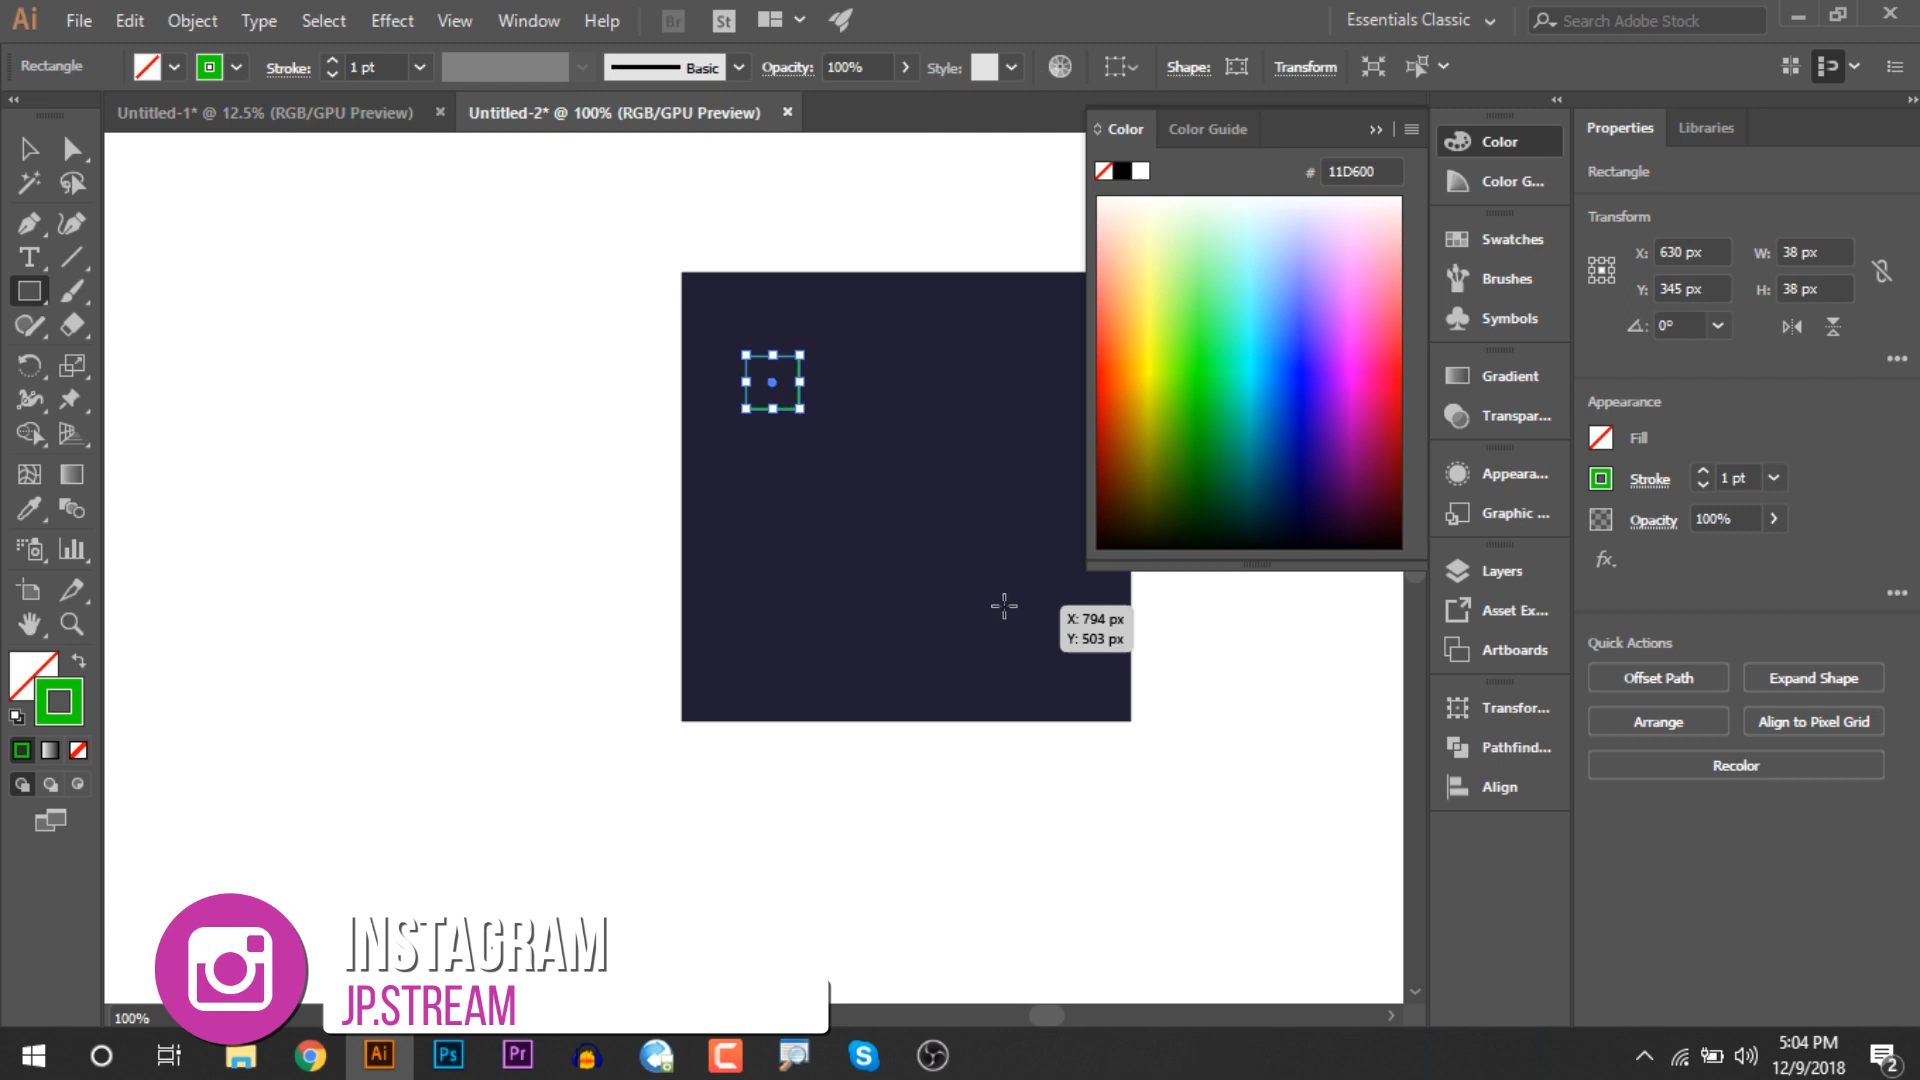 Ai File Edit Object Type Select Effect View Window Help Br St Essentials Classic Search Adobe Stock
Rectangle Stroke: 1 pt Basic Opacity: 100% Style: Shape: Transform
Untitled-1* @ 12.5% (RGB/GPU Preview) Untitled-2* @ 100% (RGB/GPU Preview)
Color Color Guide
# 11D600
X: 794 px
Y: 503 px
Color
Color G...
Swatches
Brushes
Symbols
Gradient
Transpar...
Appeara...
Graphic ...
Layers
Asset Ex...
Artboards
Transfor...
Pathfind...
Align
Properties Libraries
Rectangle
Transform
X: 630 px W: 38 px
Y: 345 px H: 38 px
0°
Appearance
Fill
Stroke 1 pt
Opacity 100%
fx.
Quick Actions
Offset Path Expand Shape
Arrange Align to Pixel Grid
Recolor
INSTAGRAM
JP.STREAM
100%
Ai Ps Pr
5:04 PM
12/9/2018
2